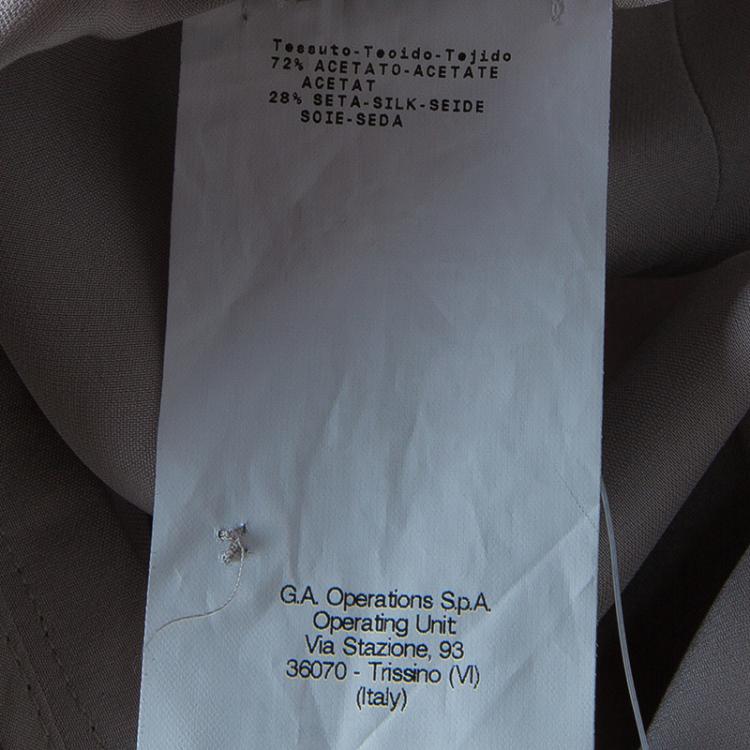 Tessuto-Tecido-Tejido
72% ACETATO-ACETATE
ACETAT
28% SETA-SILK-SEIDE
SOIE-SEDA
G.A. Operations S.p.A.
Operating Unit:
Via Stazione, 93
36070 - Trissino (VI)
(Italy)